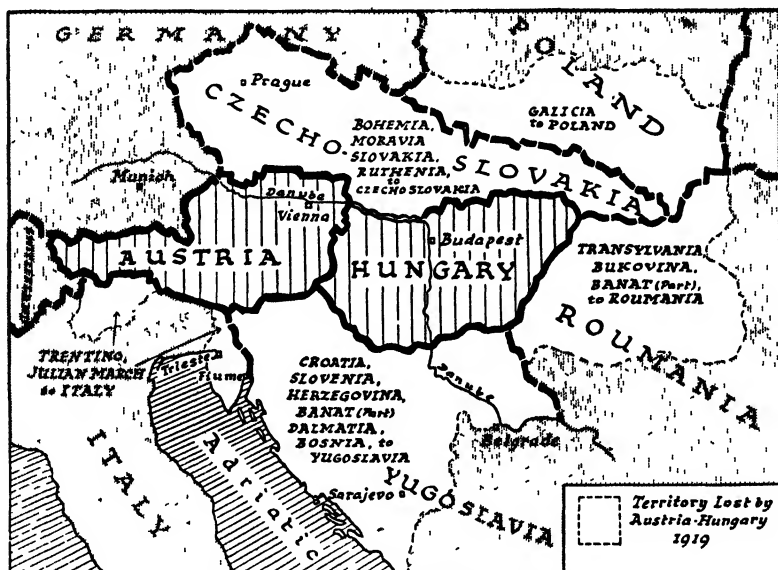 GERMANY
POLAND
Prague
CZECHO-
SLOVAKIA
GALICIA
to POLAND
BOHEMIA,
MORAVIA
SLOVAKIA,
RUTHENIA,
to
CZECHOSLOVAKIA
Munich
Danube
Vienna
Budapest
SWITZERLAND
AUSTRIA
HUNGARY
TRANSYLVANIA
BUKOVINA,
BANAT (Part),
to ROUMANIA
ROUMANIA
TRENTINO,
JULIAN MARCH
to ITALY
Trieste
Fiume
CROATIA,
SLOVENIA,
HERZEGOVINA,
BANAT (Part)
DALMATIA,
BOSNIA, to
YUGOSLAVIA
Danube
Belgrade
ITALY
Adriatic
Sarajevo
YUGOSLAVIA
Territory Lost by
Austria-Hungary
1919